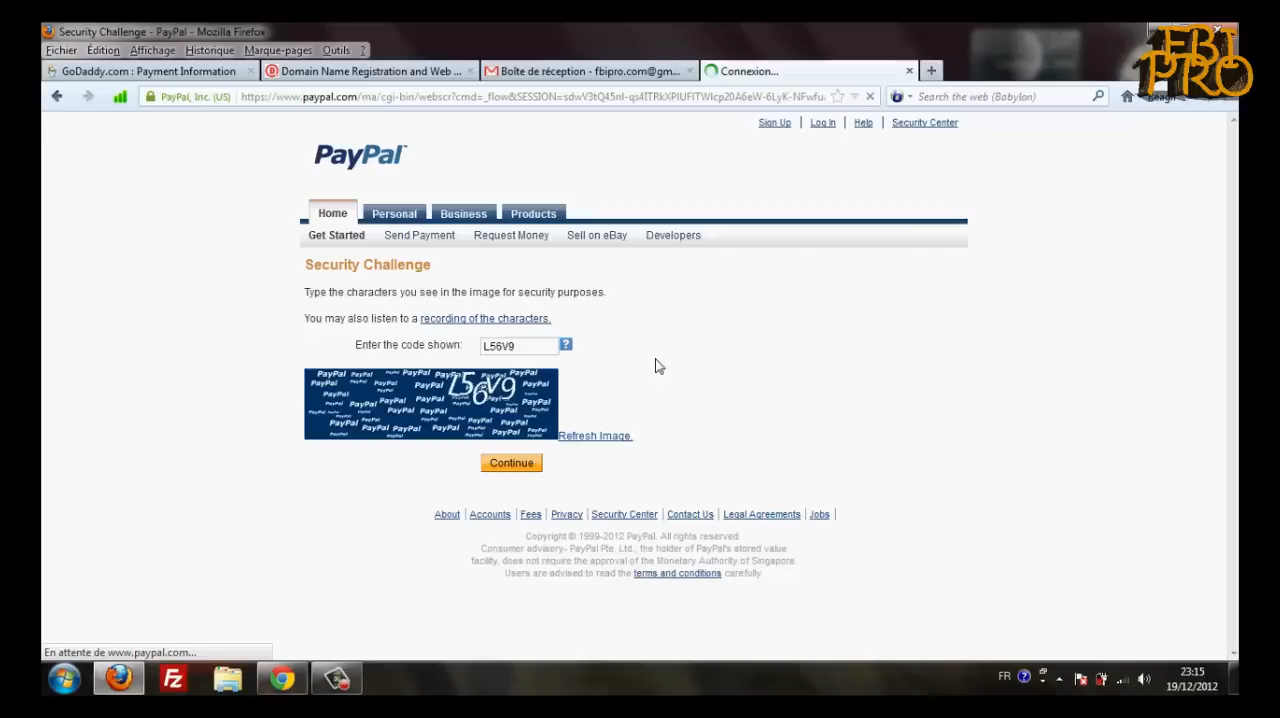 Security Challenge - PayPal - Mozilla Firefox
Fichier Édition Affichage Historique Marque-pages Outils ?
GoDaddy.com : Payment Information
Domain Name Registration and Web ...
Boîte de réception - fbipro.com@gm...
Connexion...
FBI
PRO
PayPal, Inc. (US)
Search the web (Babylon)
Sign Up Log In Help Security Center
PayPal
Home Personal Business Products
Get Started Send Payment Request Money Sell on eBay Developers
Security Challenge
Type the characters you see in the image for security purposes.
You may also listen to a recording of the characters.
Enter the code shown: L56V9 ?
L56V9
Refresh Image.
Continue
About Accounts Fees Privacy Security Center Contact Us Legal Agreements Jobs
Copyright © 1999-2012 PayPal. All rights reserved.
Consumer advisory- PayPal Pte. Ltd., the holder of PayPal's stored value
facility, does not require the approval of the Monetary Authority of Singapore
Users are advised to read the terms and conditions carefully
En attente de www.paypal.com...
FR
23:15
19/12/2012